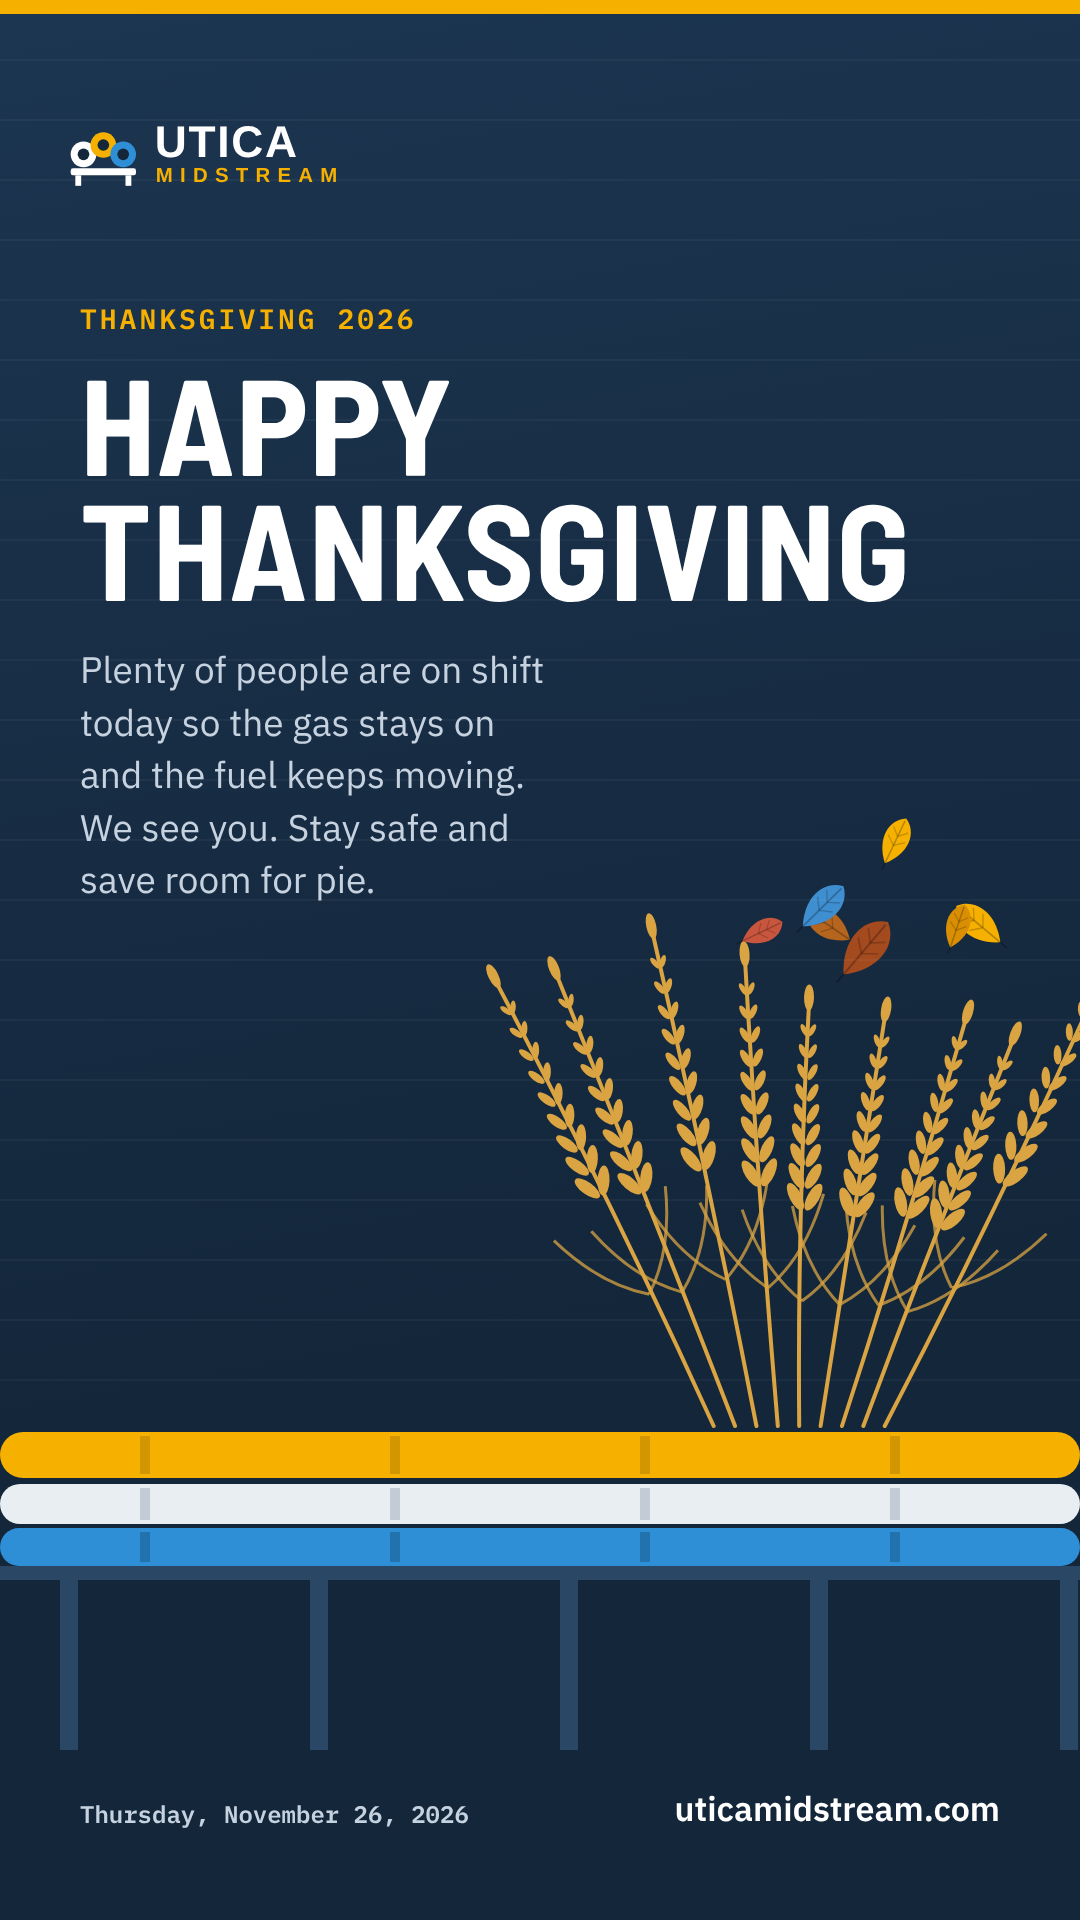 UTICA
MIDSTREAM
THANKSGIVING 2026
HAPPY
THANKSGIVING
Plenty of people are on shift
today so the gas stays on
and the fuel keeps moving.
We see you. Stay safe and
save room for pie.
Thursday, November 26, 2026
uticamidstream.com